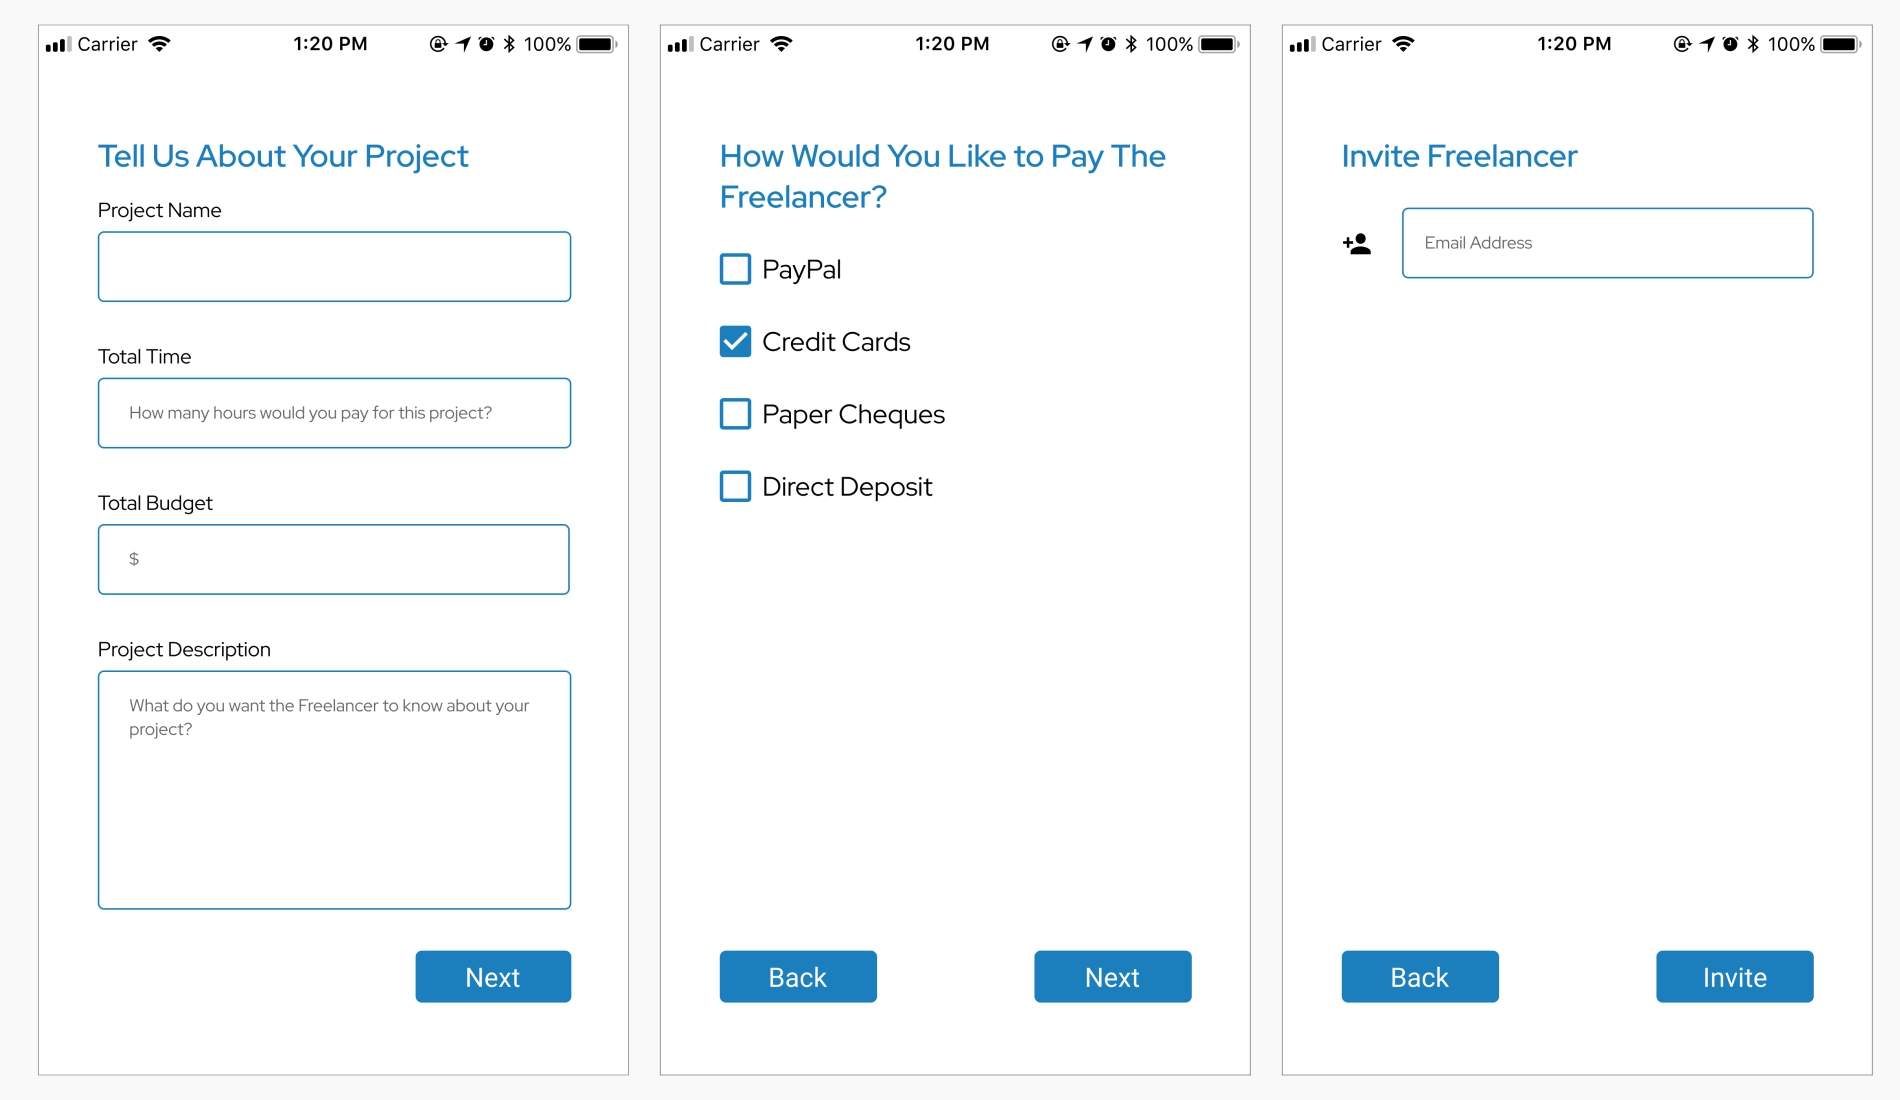 Carrier 1:20 PM 100%
Tell Us About Your Project
Project Name
Total Time
How many hours would you pay for this project?
Total Budget
$
Project Description
What do you want the Freelancer to know about your
project?
Next
Carrier 1:20 PM 100%
How Would You Like to Pay The
Freelancer?
PayPal
Credit Cards
Paper Cheques
Direct Deposit
Back Next
Carrier 1:20 PM 100%
Invite Freelancer
Email Address
Back Invite